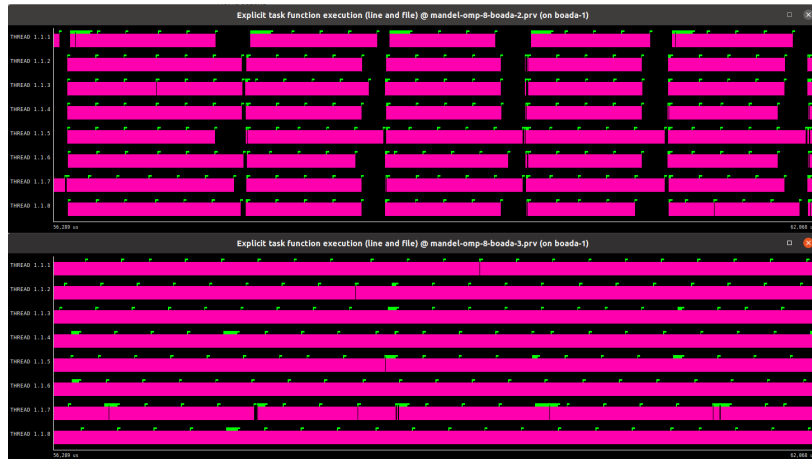 Explicit task function execution (line and file) @ mandel-omp-8-boada-2.prv (on boada-1)
THREAD 1.1.1
THREAD 1.1.2
THREAD 1.1.3
THREAD 1.1.4
THREAD 1.1.5
THREAD 1.1.6
THREAD 1.1.7
THREAD 1.1.8
56,289 us
62,068 us
Explicit task function execution (line and file) @ mandel-omp-8-boada-3.prv (on boada-1)
THREAD 1.1.1
THREAD 1.1.2
THREAD 1.1.3
THREAD 1.1.4
THREAD 1.1.5
THREAD 1.1.6
THREAD 1.1.7
THREAD 1.1.8
56,289 us
62,068 us